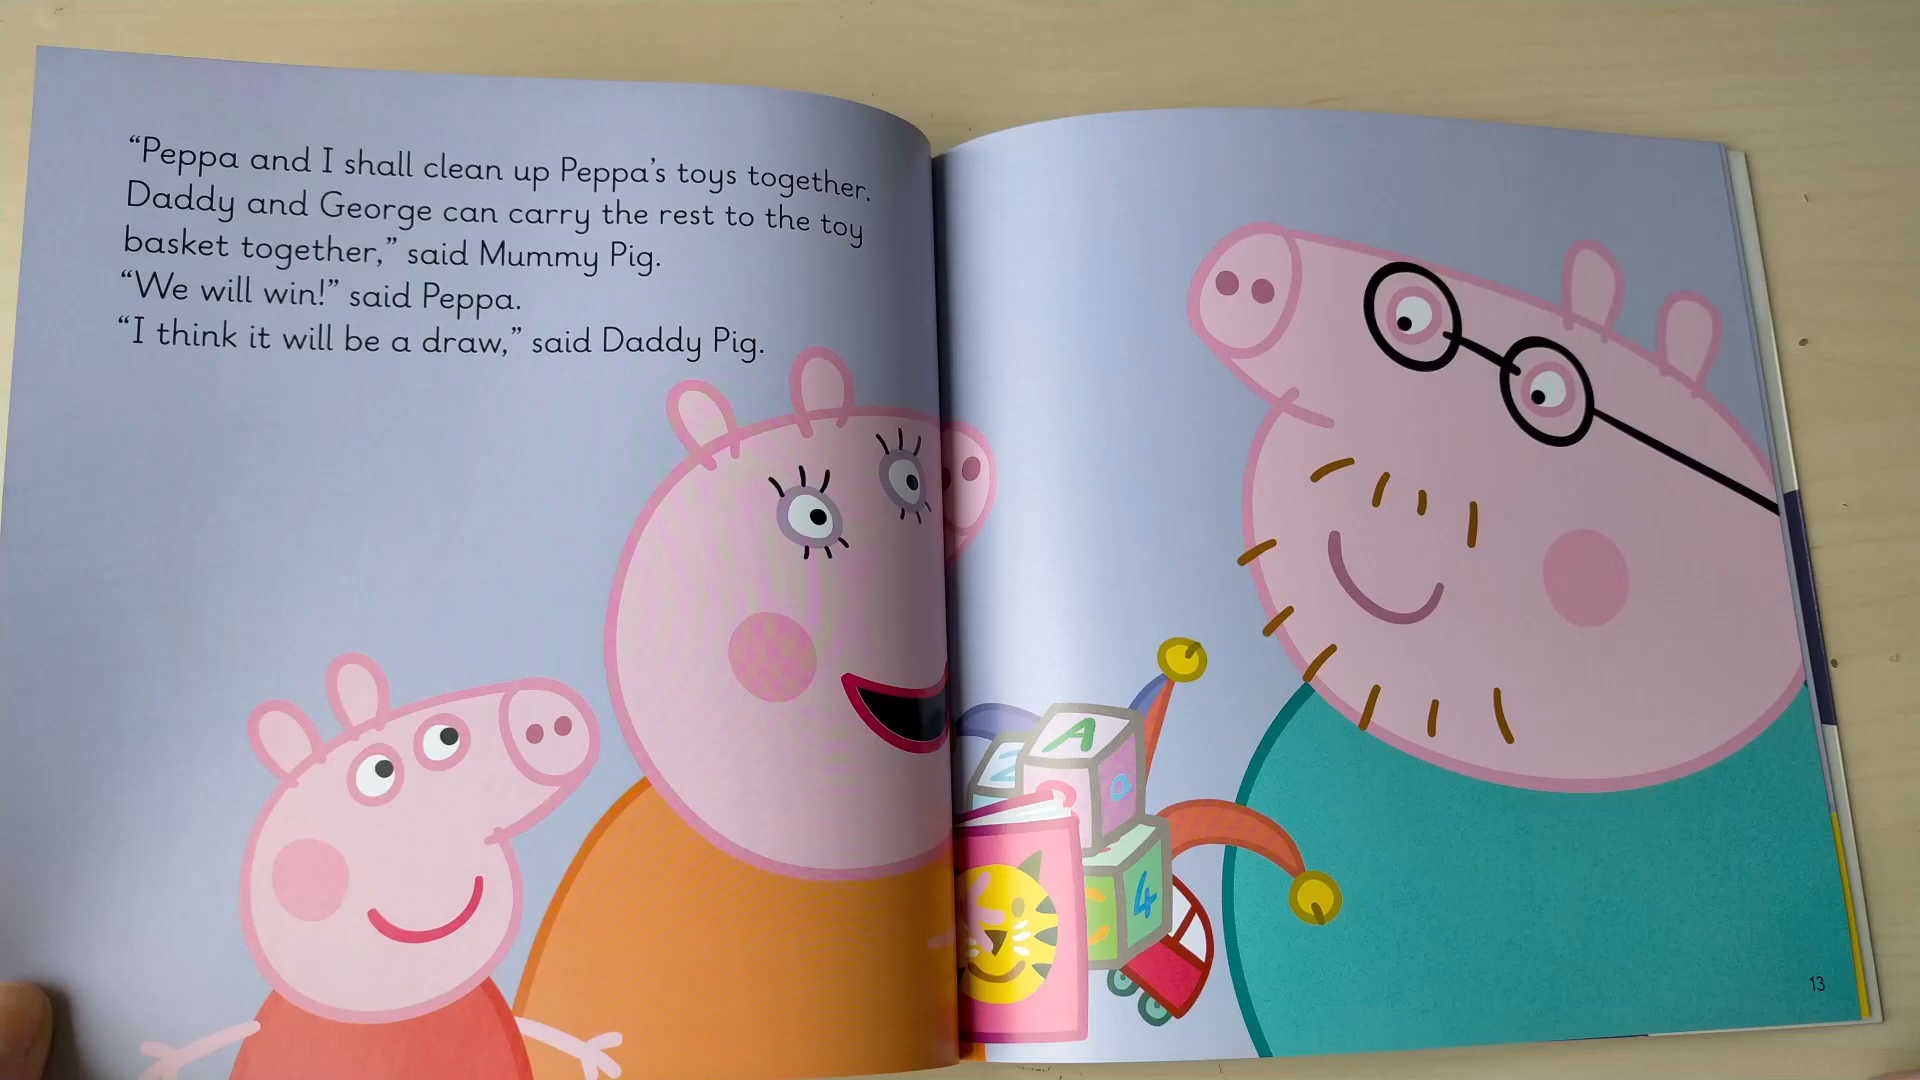 “Peppa and I shall clean up Peppa’s toys together.
Daddy and George can carry the rest to the toy
basket together,” said Mummy Pig.
“We will win!” said Peppa.
“I think it will be a draw,” said Daddy Pig.
A
a
4
13